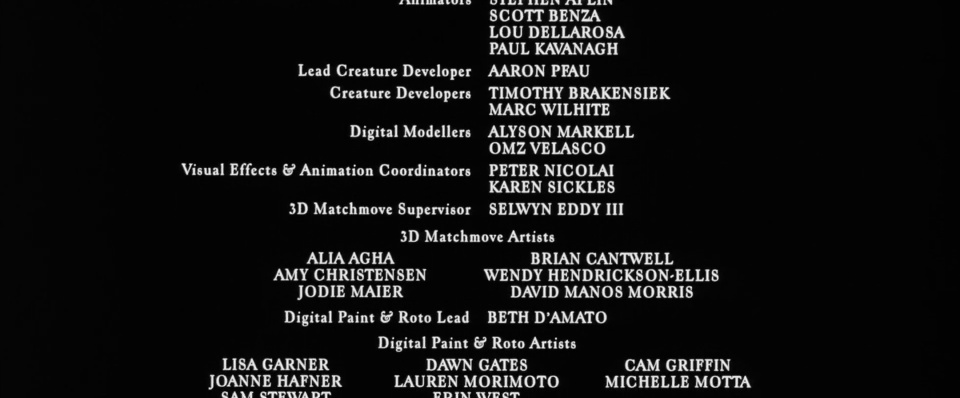 Animators STEPHEN APLIN
SCOTT BENZA
LOU DELLAROSA
PAUL KAVANAGH
Lead Creature Developer AARON PFAU
Creature Developers TIMOTHY BRAKENSIEK
MARC WILHITE
Digital Modellers ALYSON MARKELL
OMZ VELASCO
Visual Effects & Animation Coordinators PETER NICOLAI
KAREN SICKLES
3D Matchmove Supervisor SELWYN EDDY III
3D Matchmove Artists
ALIA AGHA BRIAN CANTWELL
AMY CHRISTENSEN WENDY HENDRICKSON-ELLIS
JODIE MAIER DAVID MANOS MORRIS
Digital Paint & Roto Lead BETH D'AMATO
Digital Paint & Roto Artists
LISA GARNER DAWN GATES CAM GRIFFIN
JOANNE HAFNER LAUREN MORIMOTO MICHELLE MOTTA
SAM STEWART ERIN WEST